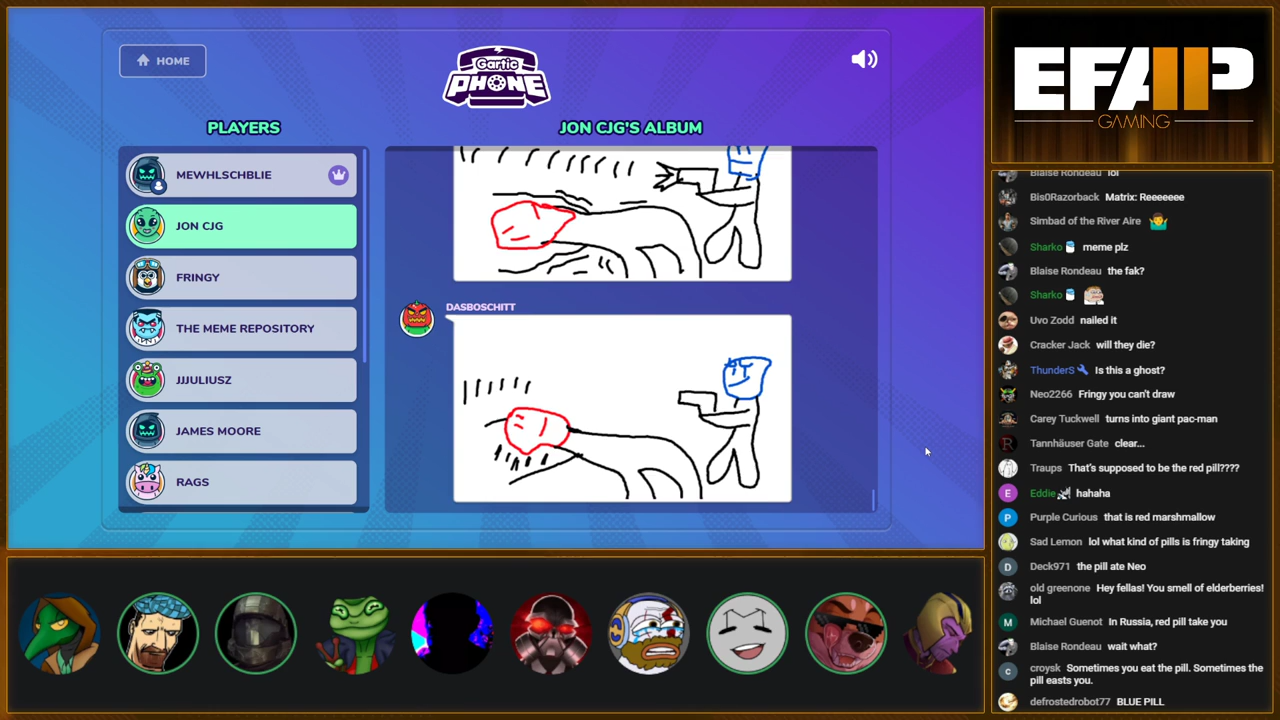 HOME
Gartic
PHONE
PLAYERS
JON CJG'S ALBUM
MEWHLSCHBLIE
JON CJG
FRINGY
THE MEME REPOSITORY
JJJULIUSZ
JAMES MOORE
RAGS
DASBOSCHITT
EFAP
GAMING
Blaise Rondeau lol
Bis0Razorback Matrix: Reeeeeee
Simbad of the River Aire
Sharko meme plz
Blaise Rondeau the fak?
Sharko
Uvo Zodd nailed it
Cracker Jack will they die?
ThunderS Is this a ghost?
Neo2266 Fringy you can't draw
Carey Tuckwell turns into giant pac-man
Tannhäuser Gate clear...
Traups That's supposed to be the red pill????
E Eddie hahaha
P Purple Curious that is red marshmallow
Sad Lemon lol what kind of pills is fringy taking
D Deck971 the pill ate Neo
old greenone Hey fellas! You smell of elderberries!
lol
M Michael Guenot In Russia, red pill take you
Blaise Rondeau wait what?
c croysk Sometimes you eat the pill. Sometimes the
pill easts you.
defrostedrobot77 BLUE PILL